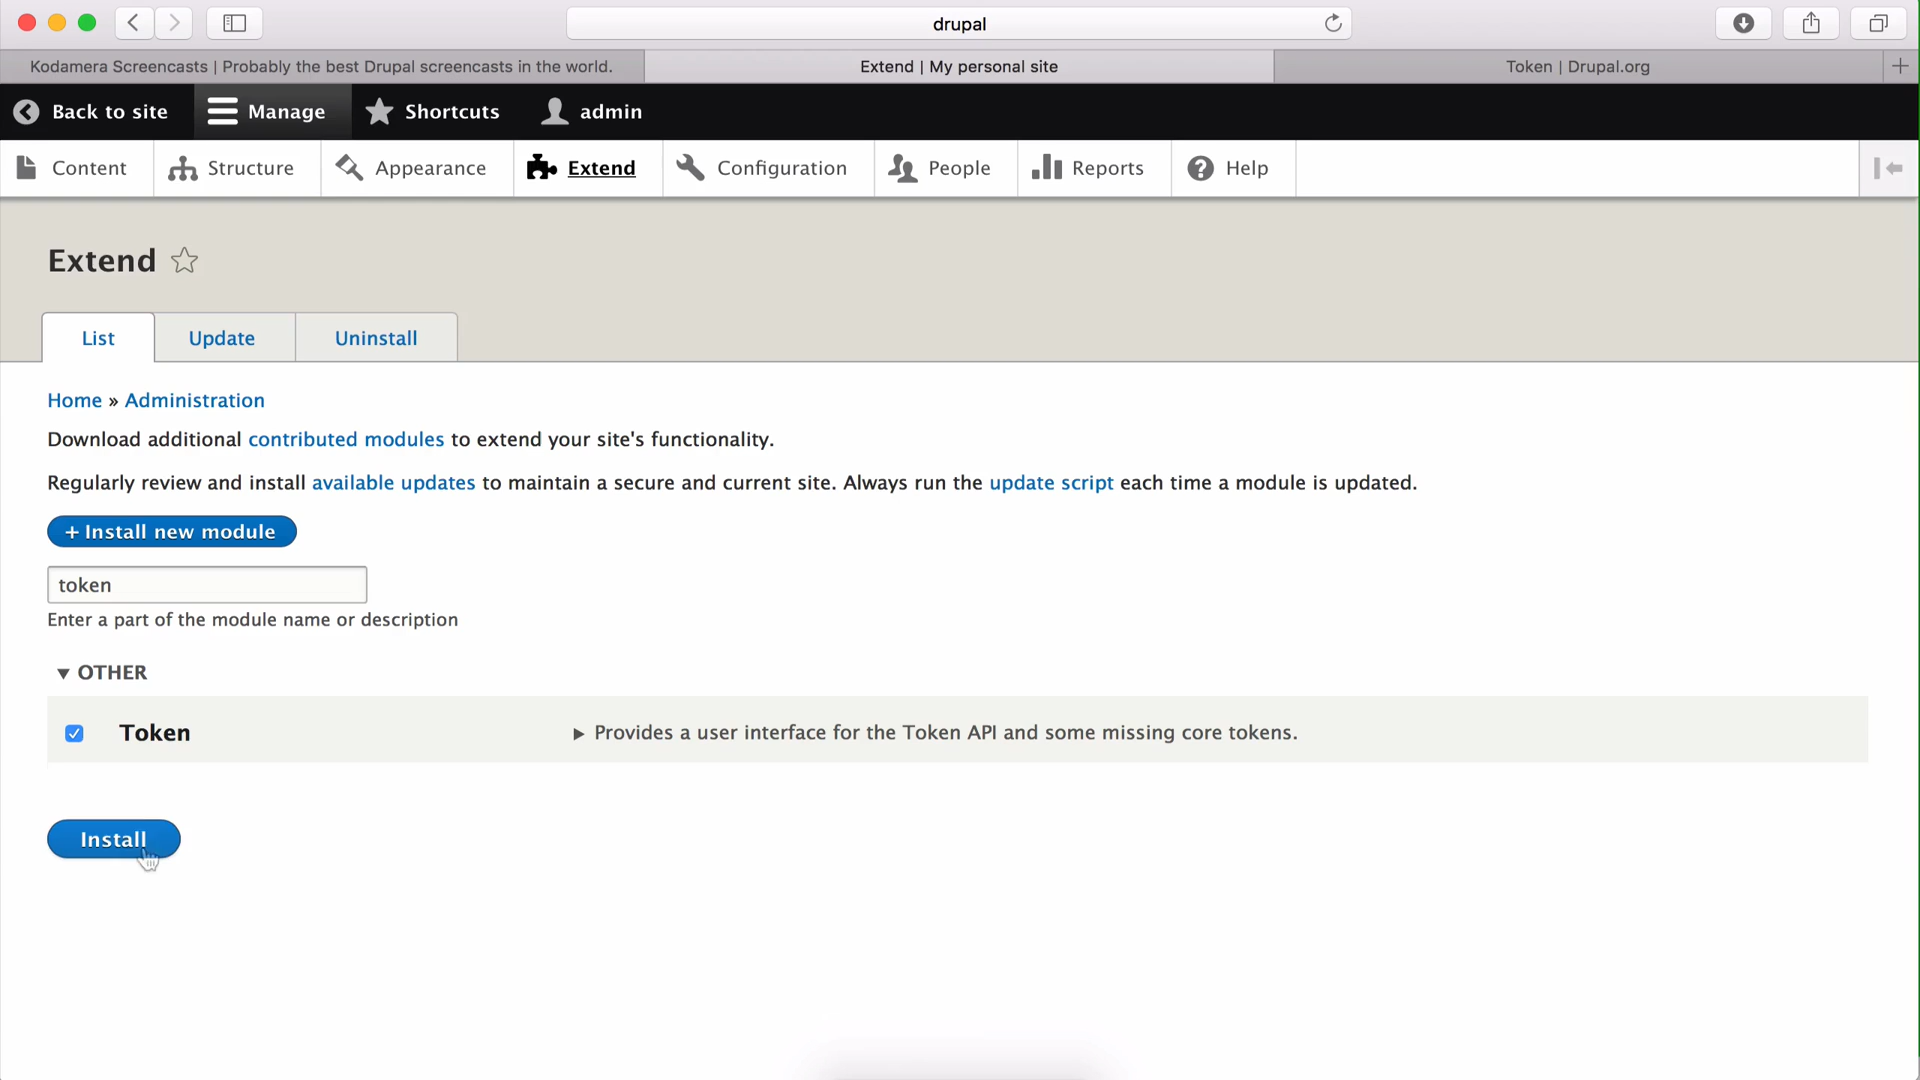 drupal
Kodamera Screencasts | Probably the best Drupal screencasts in the world.
Extend | My personal site
Token | Drupal.org
Back to site
Manage
Shortcuts
admin
Content
Structure
Appearance
Extend
Configuration
People
Reports
Help
Extend
List
Update
Uninstall
Home » Administration
Download additional contributed modules to extend your site's functionality.
Regularly review and install available updates to maintain a secure and current site. Always run the update script each time a module is updated.
+ Install new module
token
Enter a part of the module name or description
▼ OTHER
Token
► Provides a user interface for the Token API and some missing core tokens.
Install